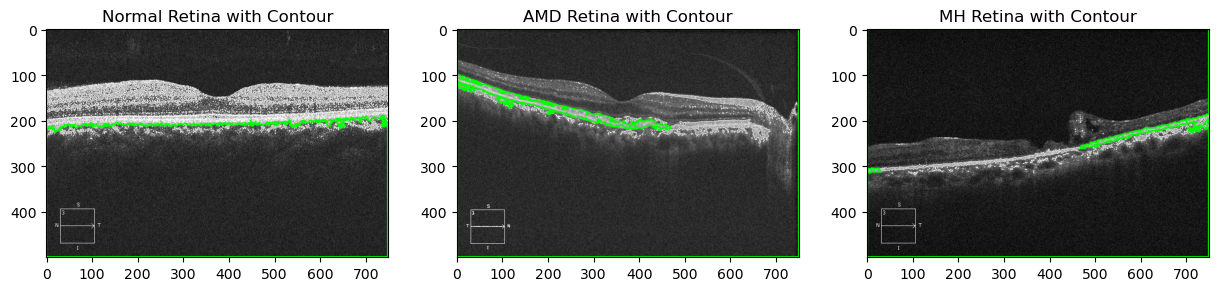 Normal Retina with Contour
AMD Retina with Contour
MH Retina with Contour
0
100
200
300
400
0 100 200 300 400 500 600 700
S
N T
I
0
100
200
300
400
0 100 200 300 400 500 600 700
S
T N
I
0
100
200
300
400
0 100 200 300 400 500 600 700
S
N T
I